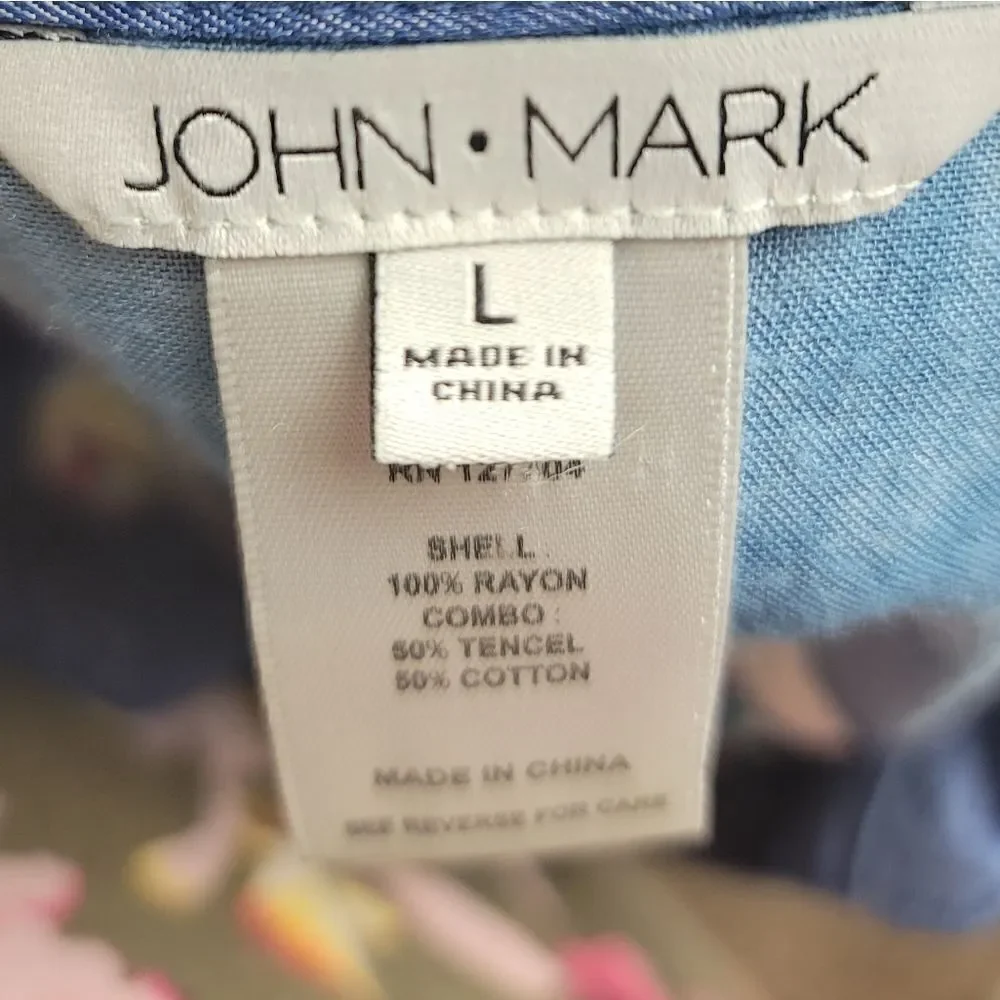 JOHN • MARK
L
MADE IN
CHINA
RN
SHELL
100% RAYON
COMBO :
50% TENCEL
50% COTTON
MADE IN CHINA
SEE REVERSE FOR CARE